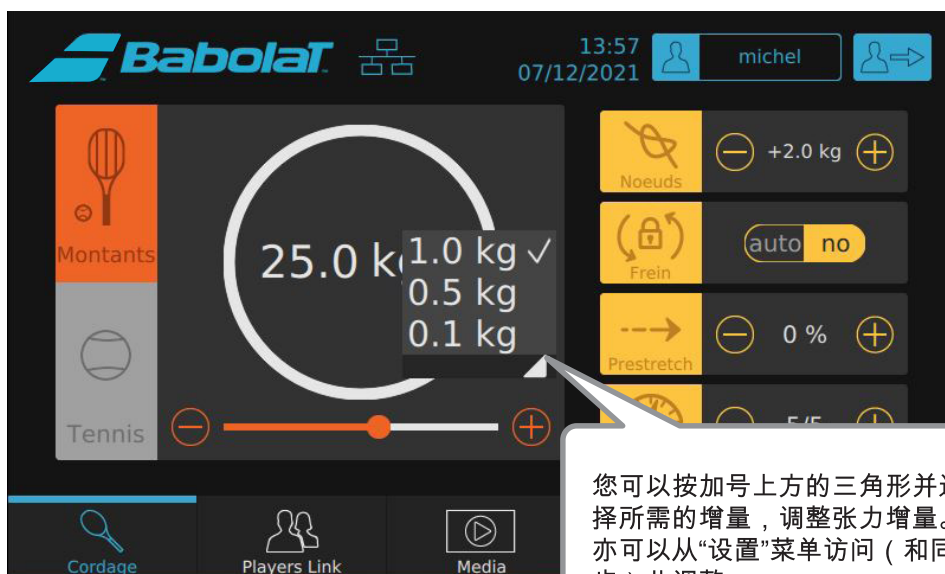 BabolaT
13:57
07/12/2021
michel
Montants
25.0 k
1.0 kg ✓
0.5 kg
0.1 kg
Tennis
Noeuds
+2.0 kg
Frein
auto no
Prestretch
0 %
5/5
您可以按加号上方的三角形并
择所需的增量，调整张力增量。
亦可以从“设置”菜单访问（和同
Cordage
Players Link
Media